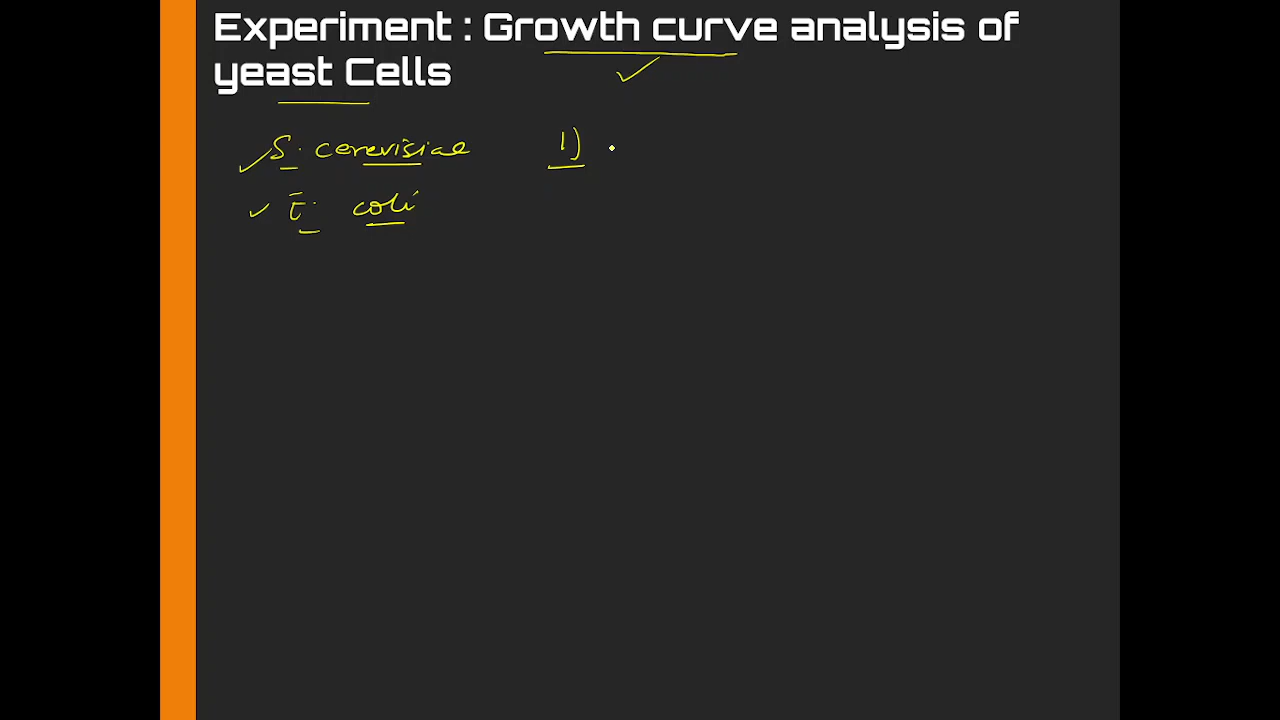 Experiment : Growth curve analysis of
yeast Cells
S. cerevisiae 1)
E. coli